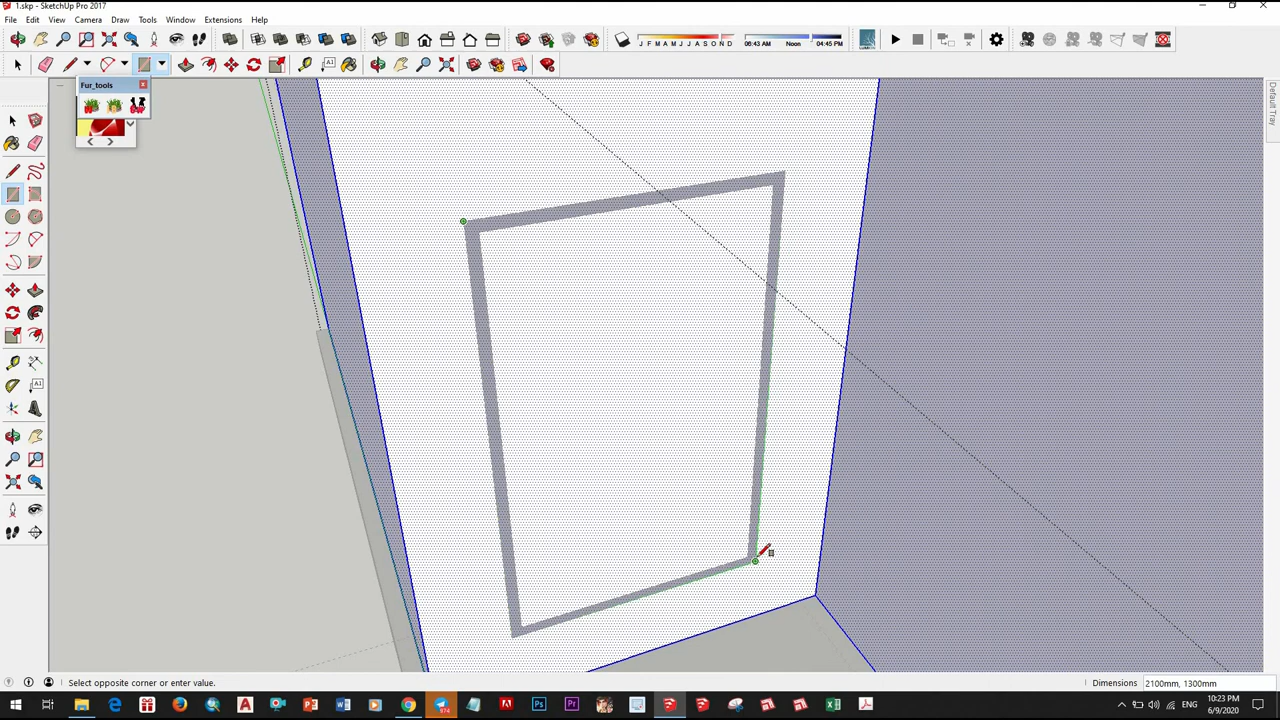 1.skp - SketchUp Pro 2017
File Edit View Camera Draw Tools Window Extensions Help
J F M A M J J A S O N D
06:43 AM Noon 04:45 PM
Fur_tools
Default Tray
Select opposite corner or enter value.
Dimensions 2100mm, 1300mm
ENG
10:23 PM
6/9/2020